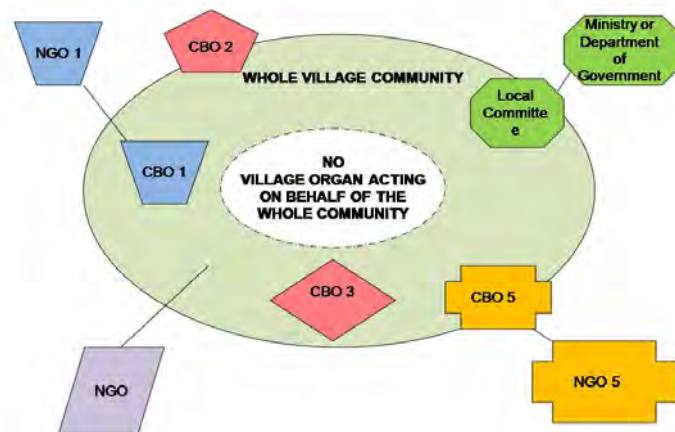 NGO 1
CBO 2
Ministry or
Department
of
Government
WHOLE VILLAGE COMMUNITY
Local
Committe
e
CBO 1
NO
VILLAGE ORGAN ACTING
ON BEHALF OF THE
WHOLE COMMUNITY
CBO 3
CBO 5
NGO
NGO 5